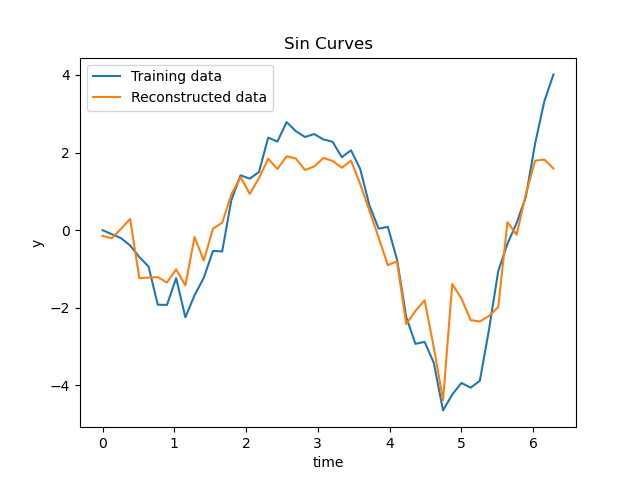 Sin Curves
Training data
Reconstructed data
4
2
0
−2
−4
y
0 1 2 3 4 5 6
time